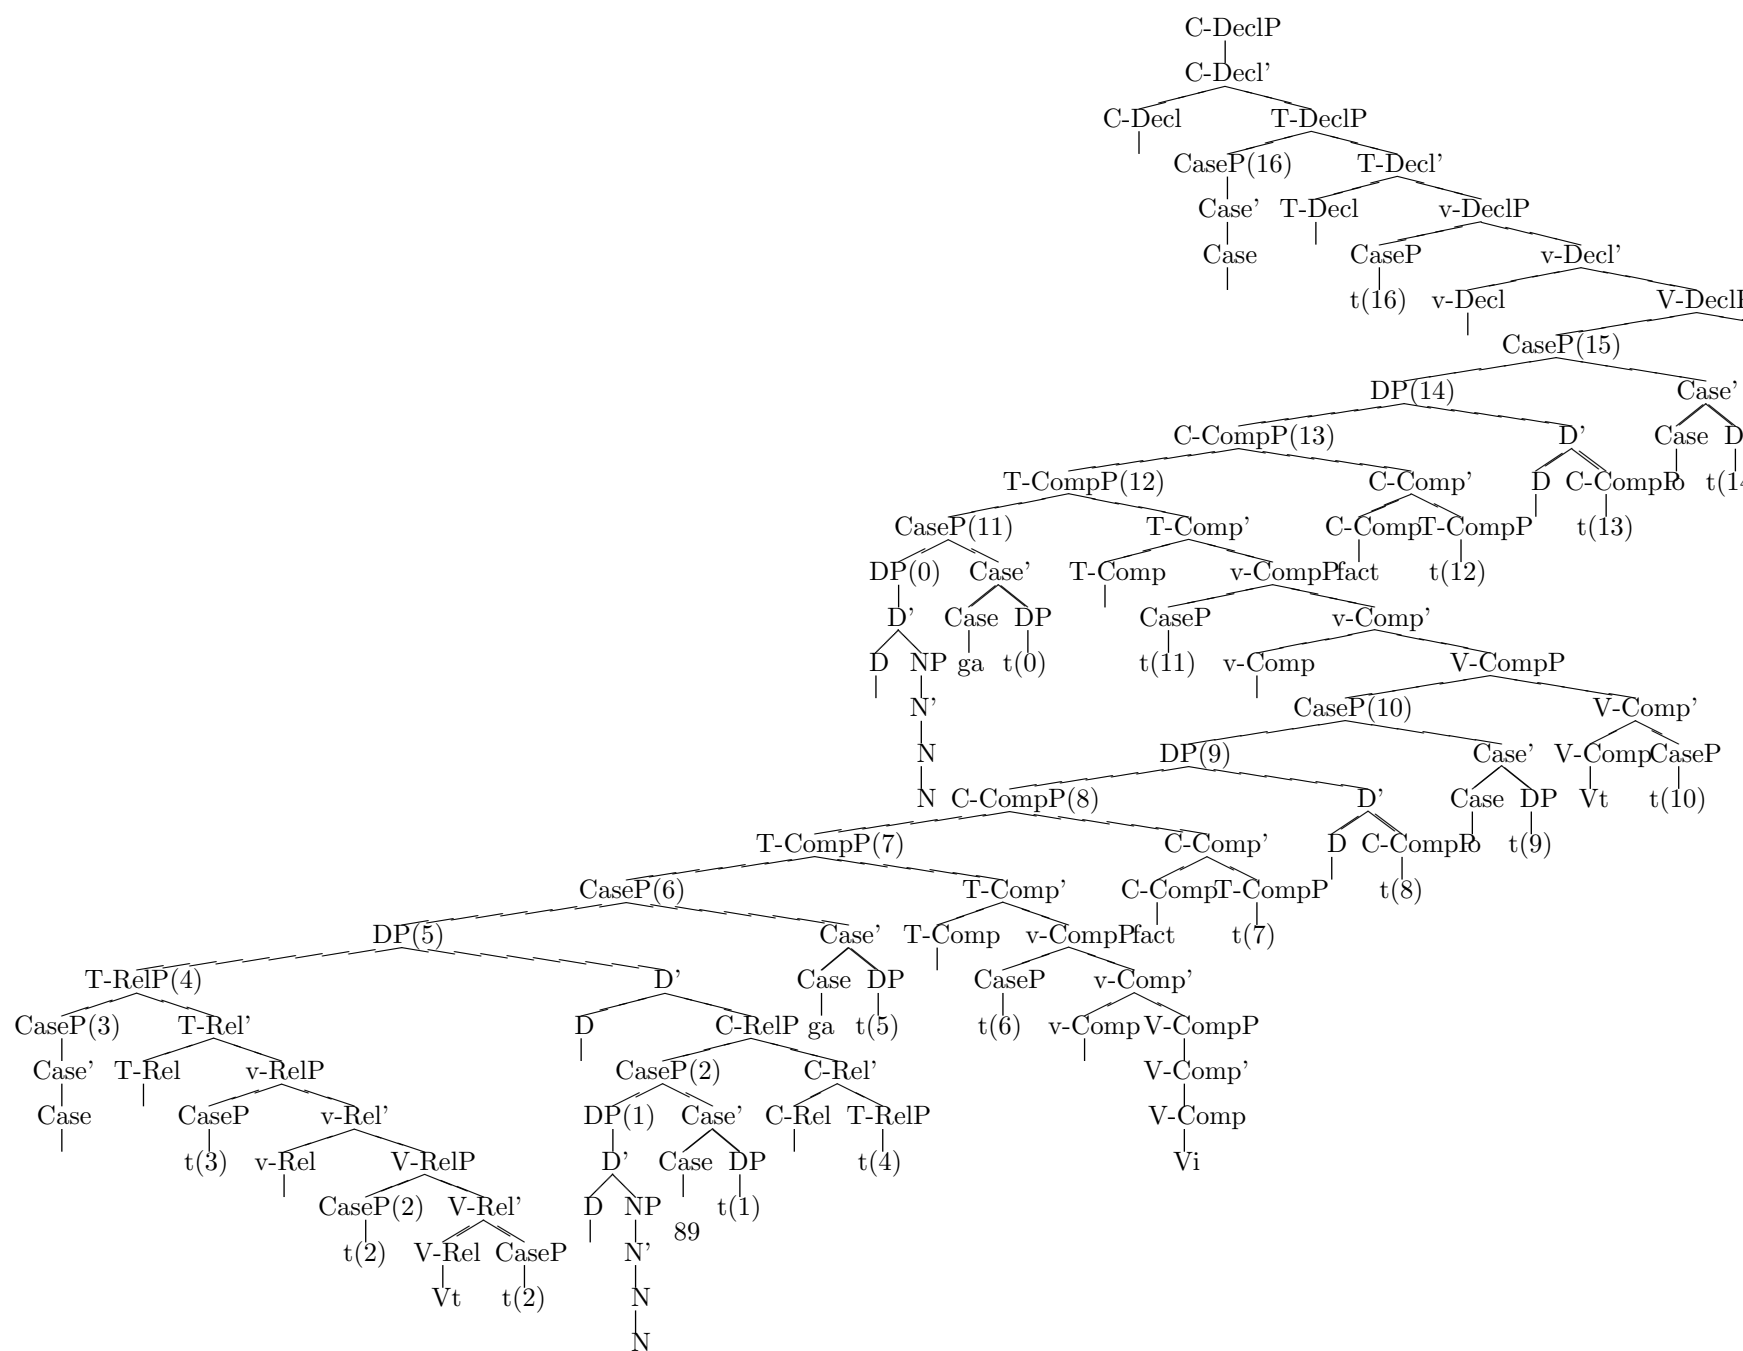 C-DeclP
C-Decl'
C-Decl T-DeclP
CaseP(16) T-Decl'
Case' T-Decl v-DeclP
Case CaseP v-Decl'
t(16) v-Decl V-DeclP
CaseP(15)
DP(14) Case'
C-CompP(13) D' Case D
T-CompP(12) C-Comp' D C-CompP o t(14
CaseP(11) T-Comp' C-Comp T-CompP t(13)
DP(0) Case' T-Comp v-CompP fact t(12)
D' Case DP CaseP v-Comp'
D NP ga t(0) t(11) v-Comp V-CompP
N' CaseP(10) V-Comp'
N DP(9) Case' V-Comp CaseP
N C-CompP(8) D' Case DP Vt t(10)
T-CompP(7) C-Comp' D C-CompP o t(9)
CaseP(6) T-Comp' C-Comp T-CompP t(8)
DP(5) Case' T-Comp v-CompP fact t(7)
T-RelP(4) D' Case DP CaseP v-Comp'
CaseP(3) T-Rel' D C-RelP ga t(5) t(6) v-Comp V-CompP
Case' T-Rel v-RelP CaseP(2) C-Rel' V-Comp'
Case CaseP v-Rel' DP(1) Case' C-Rel T-RelP V-Comp
t(3) v-Rel V-RelP D' Case DP t(4) Vi
CaseP(2) V-Rel' D NP t(1)
89
t(2) V-Rel CaseP N'
Vt t(2) N
N